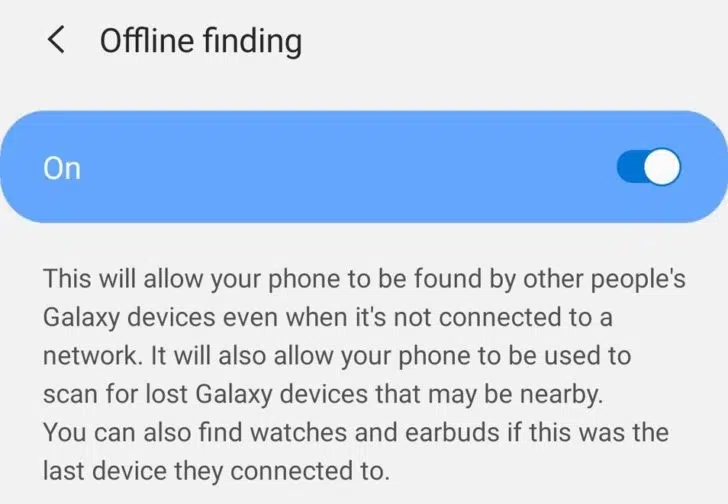 Offline finding
On
This will allow your phone to be found by other people's
Galaxy devices even when it's not connected to a
network. It will also allow your phone to be used to
scan for lost Galaxy devices that may be nearby.
You can also find watches and earbuds if this was the
last device they connected to.